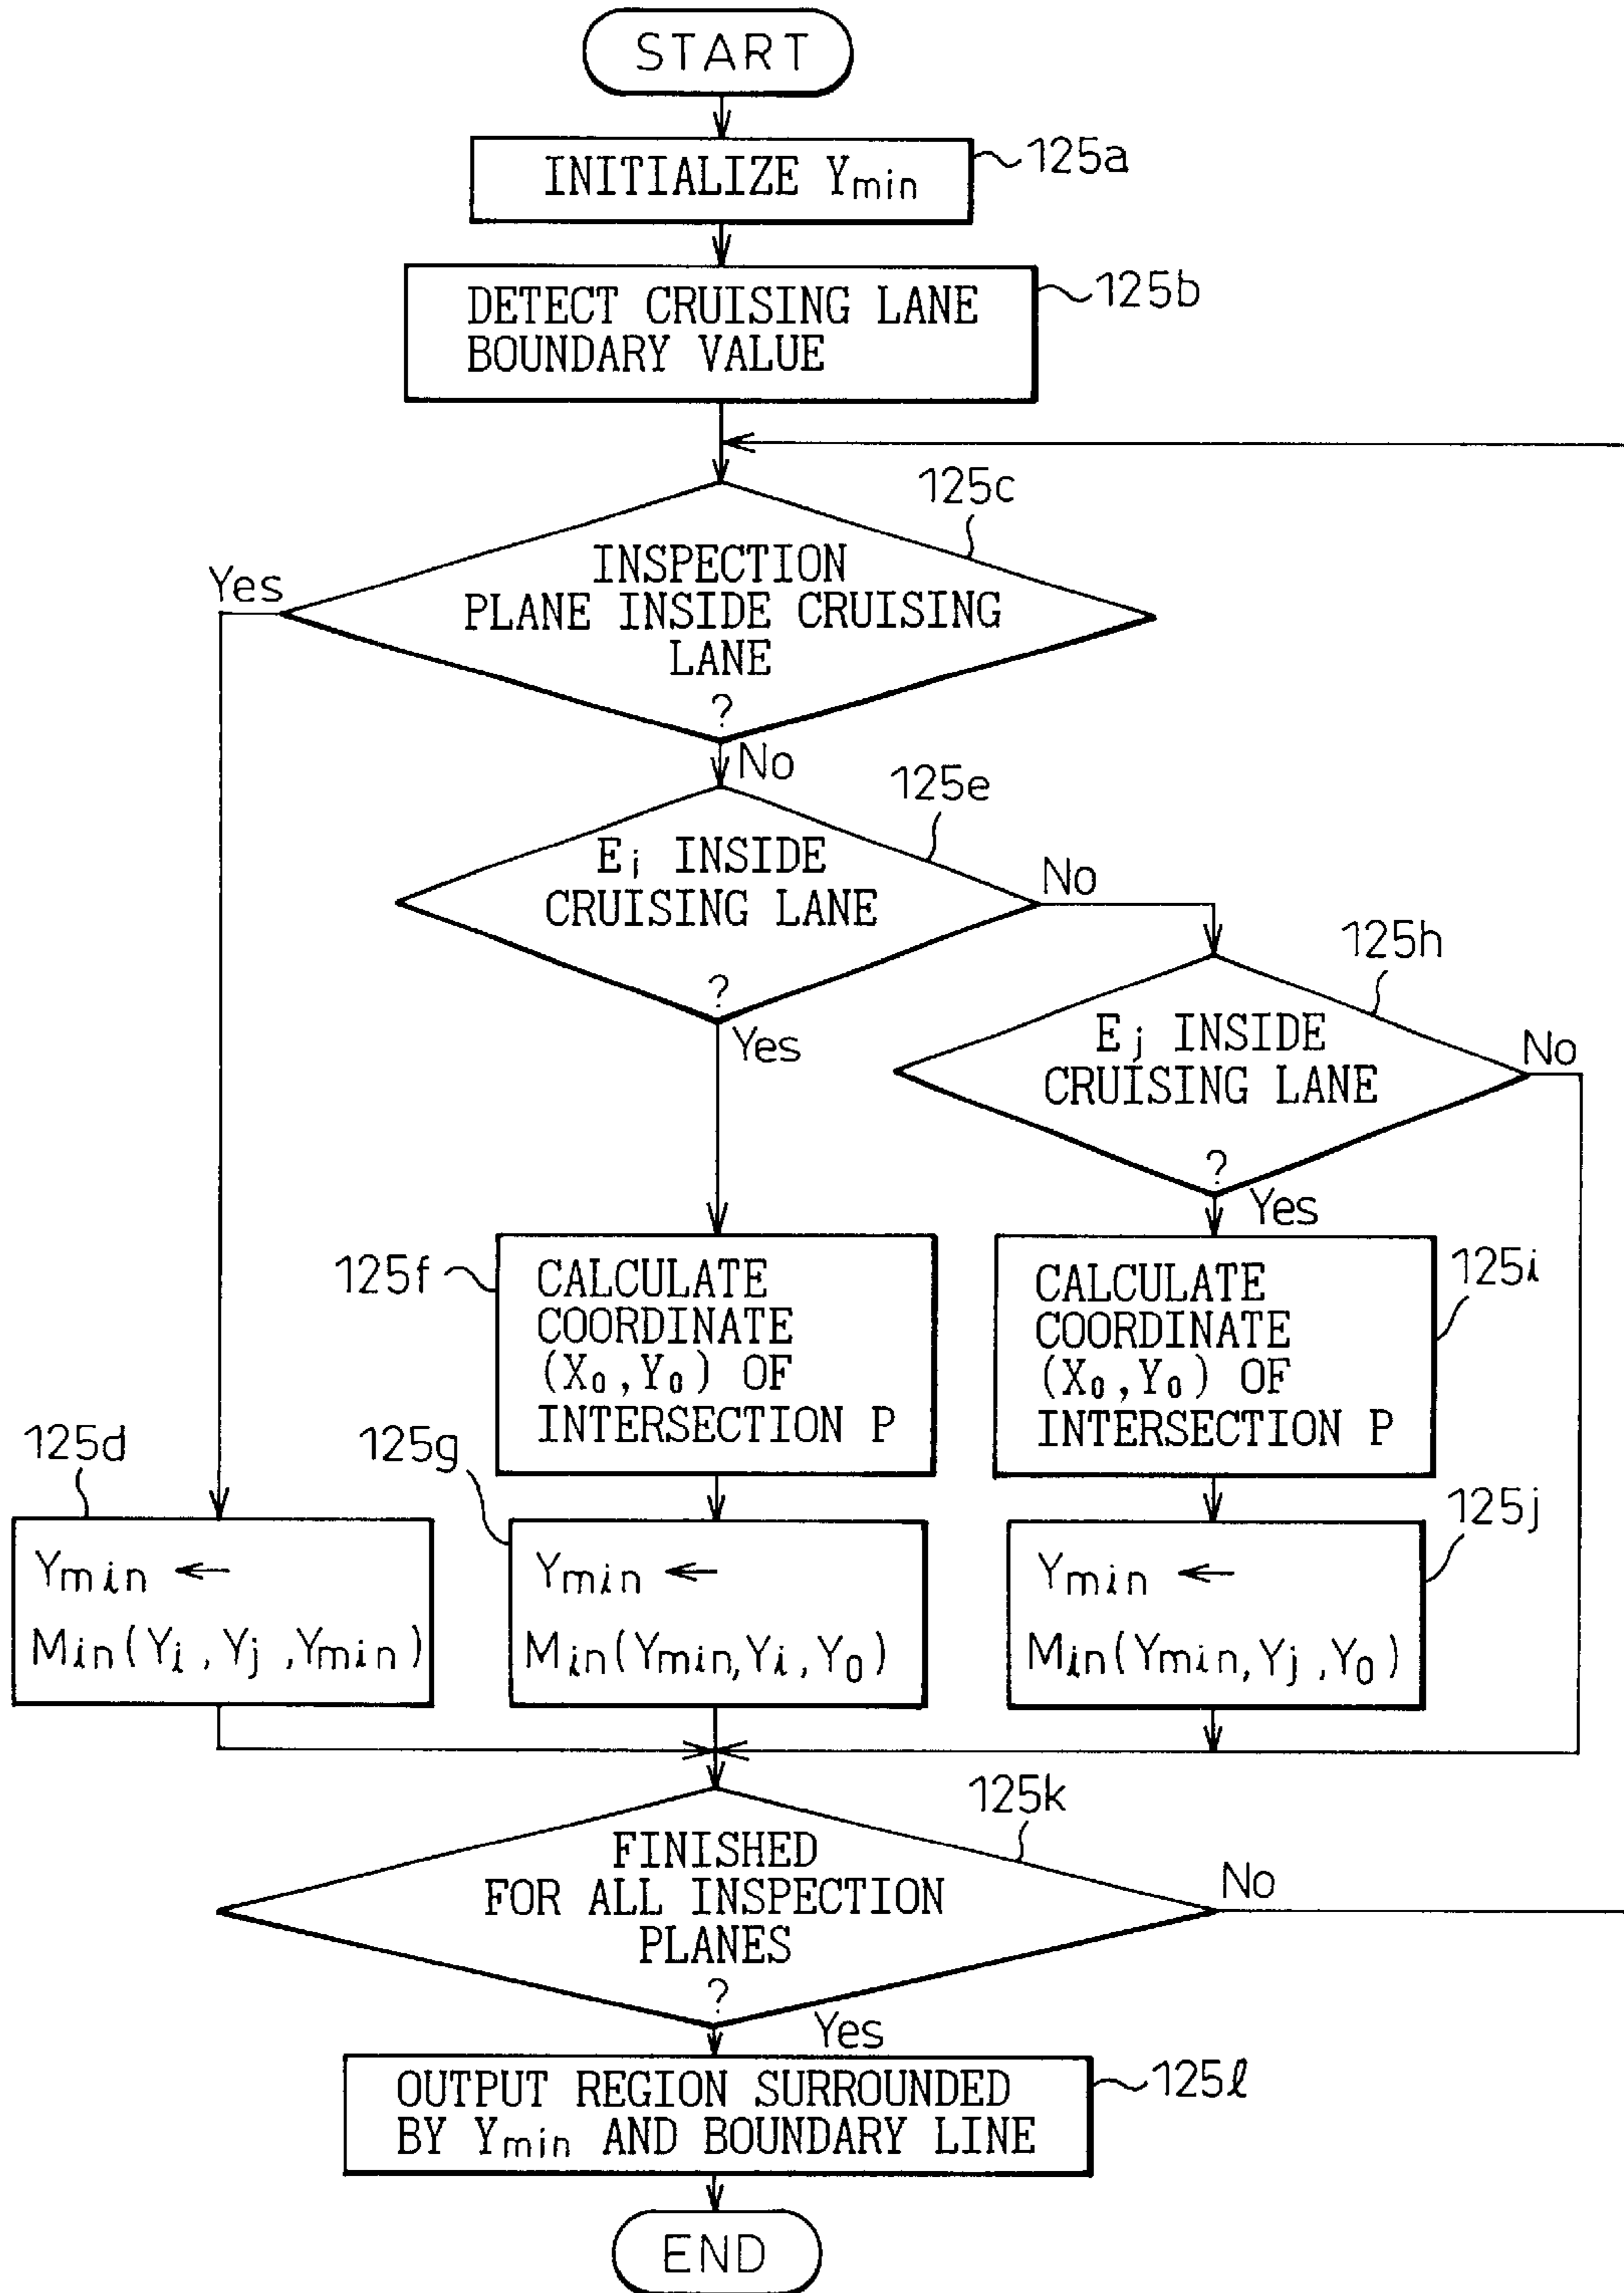 START
INITIALIZE Ymin
125a
DETECT CRUISING LANE
BOUNDARY VALUE
125b
125c
INSPECTION
PLANE INSIDE CRUISING
LANE
?
Yes
No
125e
Ei INSIDE
CRUISING LANE
?
No
Yes
125h
Ej INSIDE
CRUISING LANE
?
No
Yes
125f
CALCULATE
COORDINATE
(X0,Y0) OF
INTERSECTION P
125i
CALCULATE
COORDINATE
(X0,Y0) OF
INTERSECTION P
125d
Ymin ←
Min(Yi,Yj,Ymin)
125g
Ymin ←
Min(Ymin,Yi,Y0)
125j
Ymin ←
Min(Ymin,Yj,Y0)
125k
FINISHED
FOR ALL INSPECTION
PLANES
?
No
Yes
OUTPUT REGION SURROUNDED
BY Ymin AND BOUNDARY LINE
125l
END